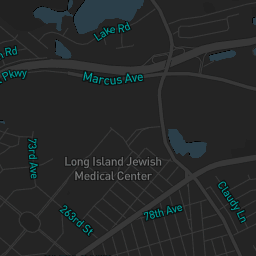 Lake Rd
Rd
Pkwy
Marcus Ave
73rd Ave
Long Island Jewish
Medical Center
Claudy Ln
263rd St
78th Ave